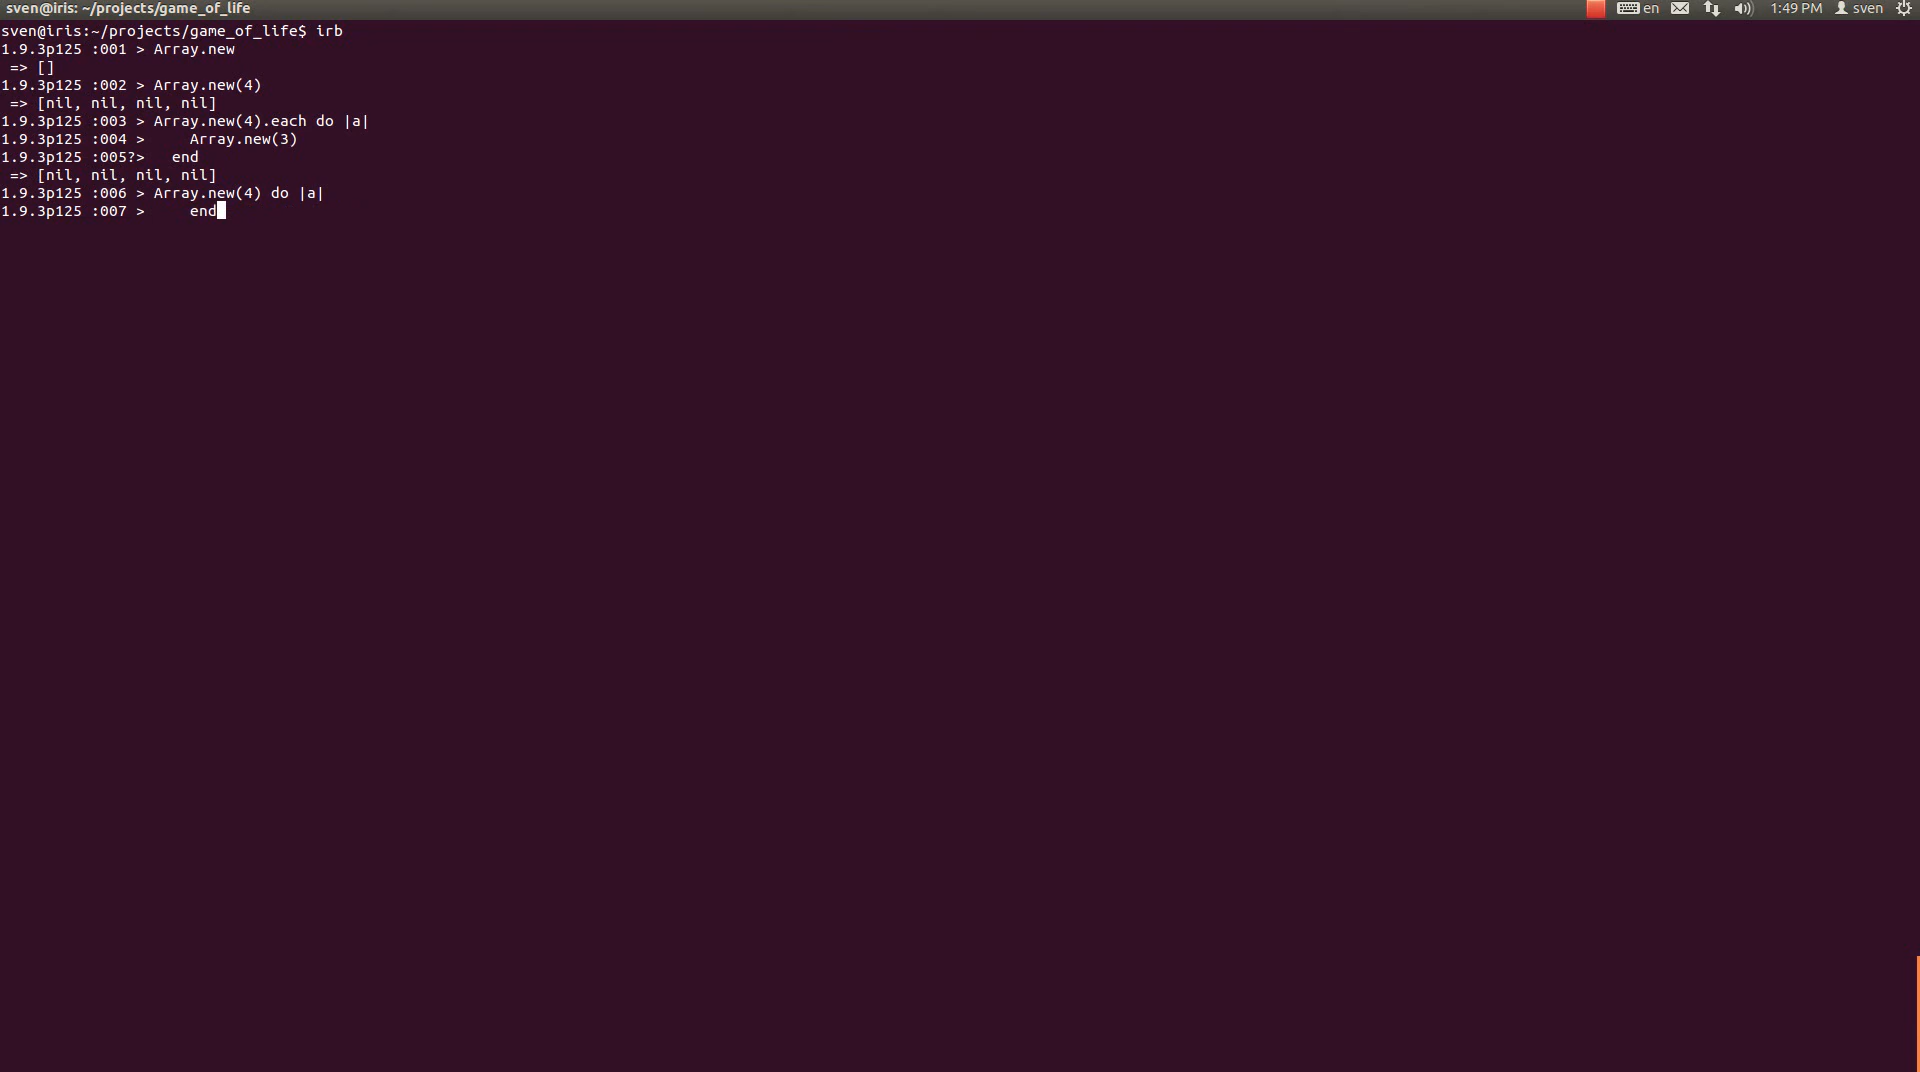 sven@iris: ~/projects/game_of_life
en
1:49 PM
sven
sven@iris:~/projects/game_of_life$ irb
1.9.3p125 :001 > Array.new
 => []
1.9.3p125 :002 > Array.new(4)
 => [nil, nil, nil, nil]
1.9.3p125 :003 > Array.new(4).each do |a|
1.9.3p125 :004 >     Array.new(3)
1.9.3p125 :005?>   end
 => [nil, nil, nil, nil]
1.9.3p125 :006 > Array.new(4) do |a|
1.9.3p125 :007 >     end